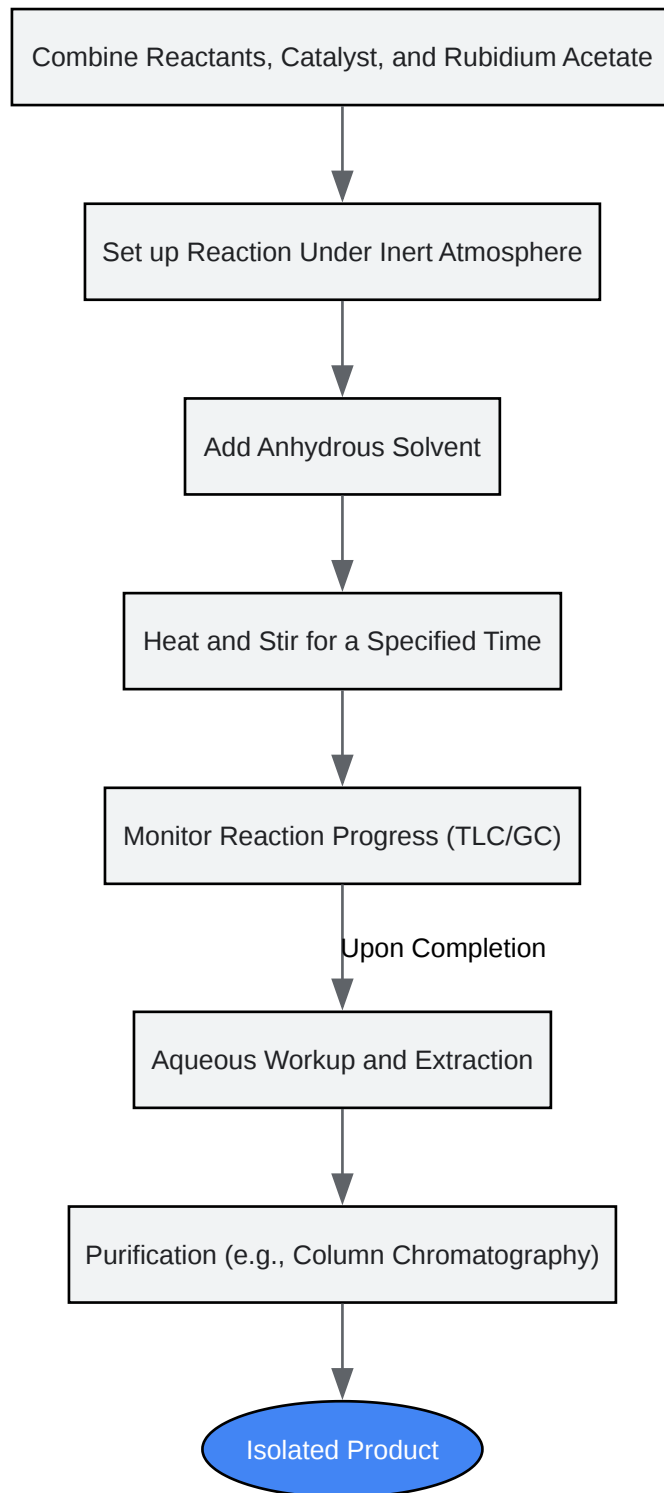 Combine Reactants, Catalyst, and Rubidium Acetate
Set up Reaction Under Inert Atmosphere
Add Anhydrous Solvent
Heat and Stir for a Specified Time
Monitor Reaction Progress (TLC/GC)
Upon Completion
Aqueous Workup and Extraction
Purification (e.g., Column Chromatography)
Isolated Product